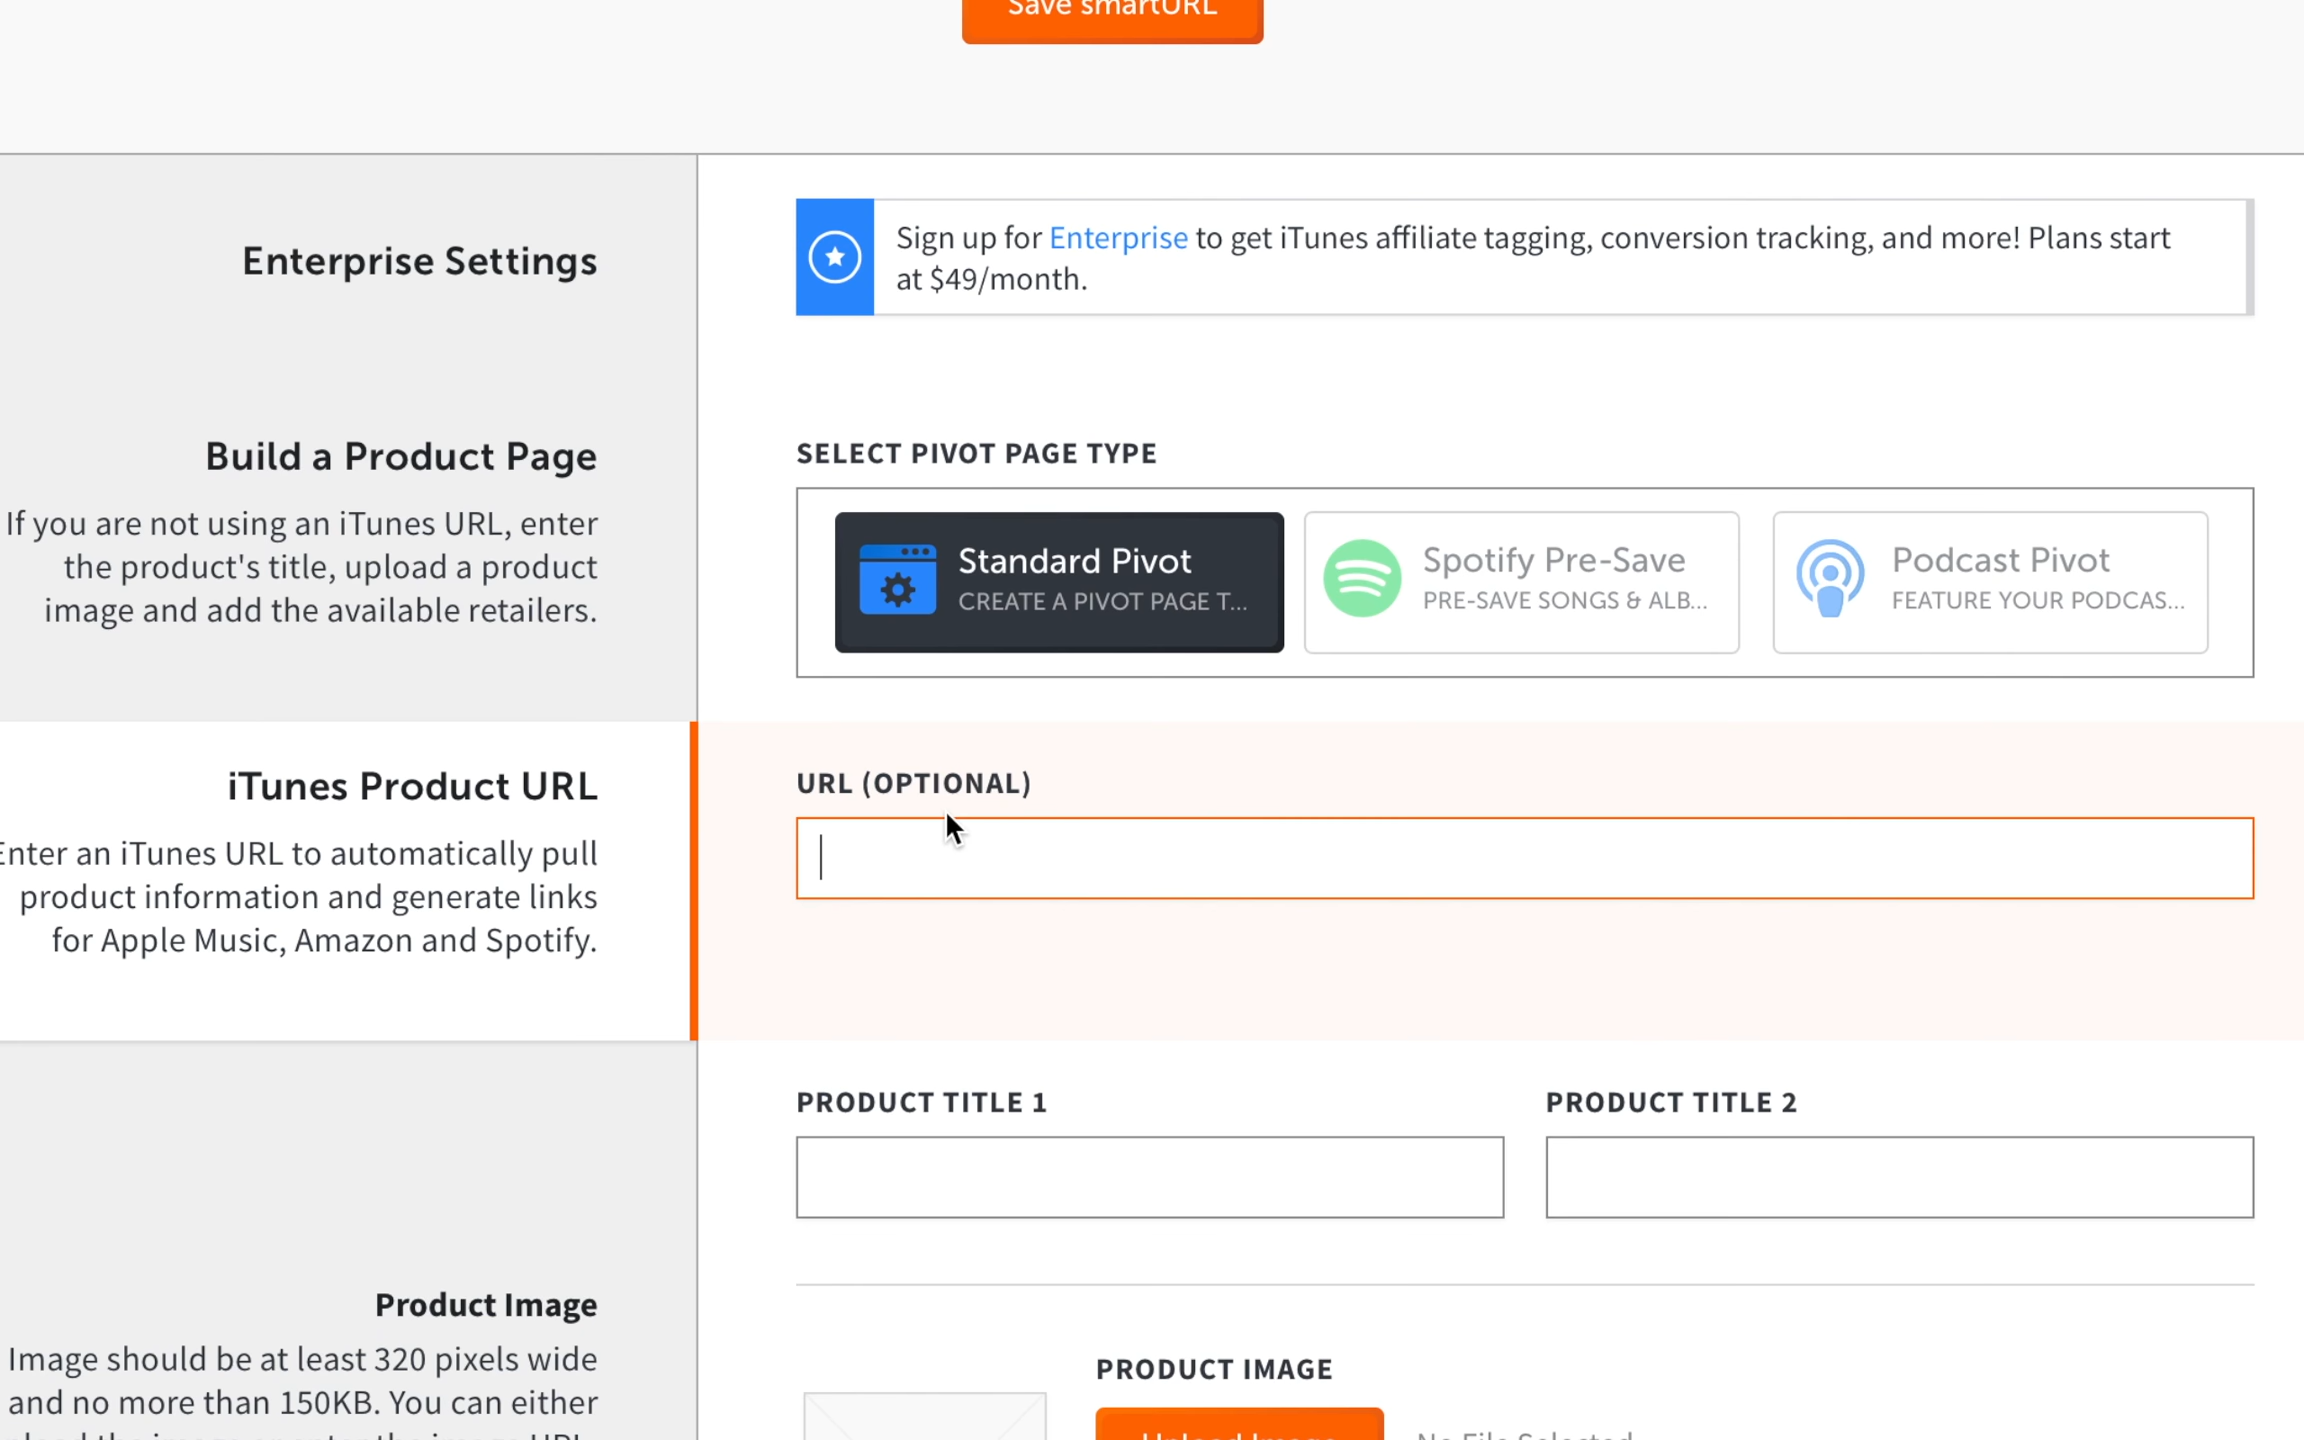 Save smartURL
Enterprise Settings
Sign up for Enterprise to get iTunes affiliate tagging, conversion tracking, and more! Plans start
at $49/month.
Build a Product Page
If you are not using an iTunes URL, enter
the product's title, upload a product
image and add the available retailers.
SELECT PIVOT PAGE TYPE
Standard Pivot
CREATE A PIVOT PAGE T...
Spotify Pre-Save
PRE-SAVE SONGS & ALB...
Podcast Pivot
FEATURE YOUR PODCAS...
iTunes Product URL
Enter an iTunes URL to automatically pull
product information and generate links
for Apple Music, Amazon and Spotify.
URL (OPTIONAL)
PRODUCT TITLE 1
PRODUCT TITLE 2
Product Image
Image should be at least 320 pixels wide
and no more than 150KB. You can either
PRODUCT IMAGE
Upload Image
No File Selected